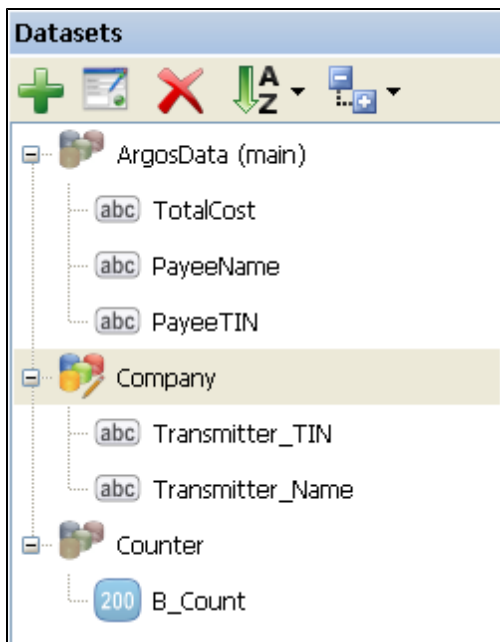 Datasets
A
Z
ArgosData (main)
abc TotalCost
abc PayeeName
abc PayeeTIN
Company
abc Transmitter_TIN
abc Transmitter_Name
Counter
200 B_Count